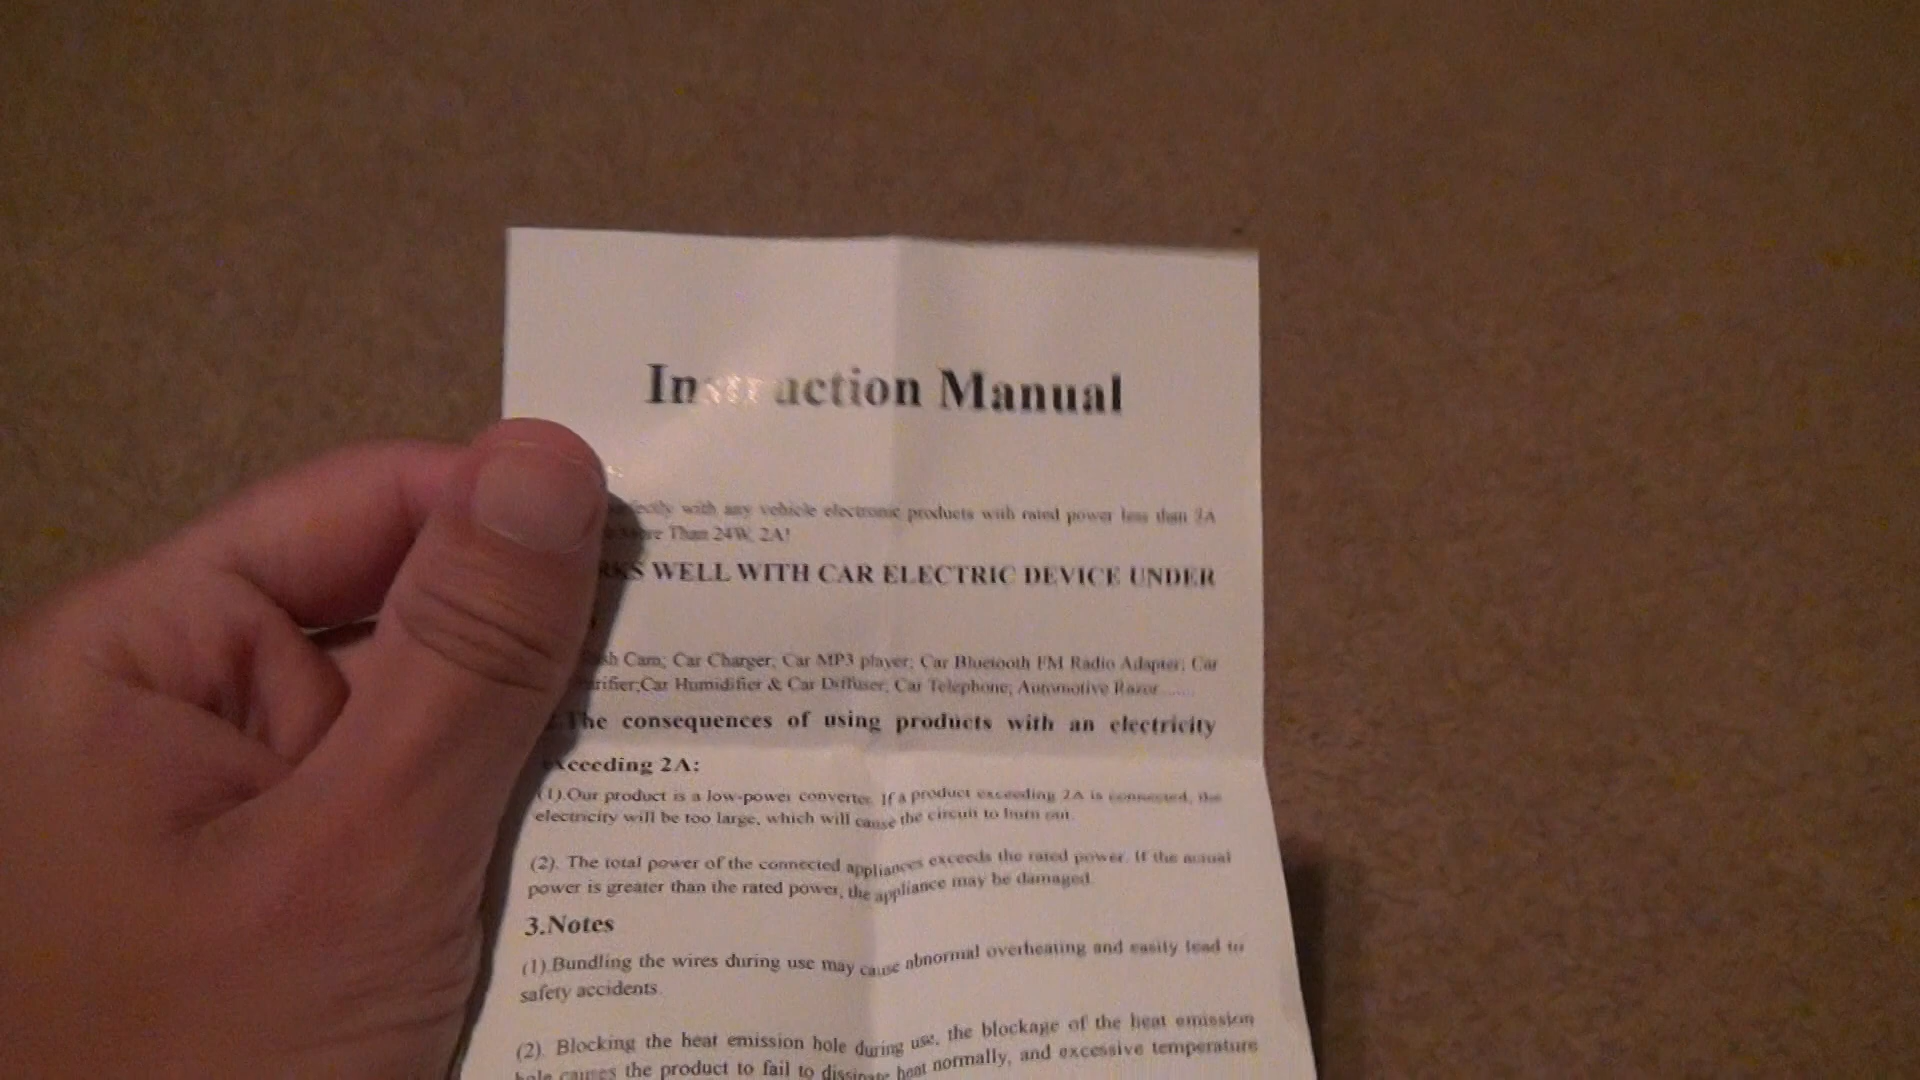 Instruction Manual
with any vehicle electronic products with rated power less than 2A
More Than 24W, 2A!
WELL WITH CAR ELECTRIC DEVICE UNDER
Cam; Car Charger; Car MP3 player; Car Bluetooth FM Radio Adapter; Car
Car Humidifier & Car Diffuser; Car Telephone; Automotive Razor......
The consequences of using products with an electricity
exceeding 2A:
(1).Our product is a low-power converter. If a product exceeding 2A is connected, the
electricity will be too large, which will cause the circuit to burn out.
(2). The total power of the connected appliances exceeds the rated power. If the actual
power is greater than the rated power, the appliance may be damaged.
3.Notes
(1).Bundling the wires during use may cause abnormal overheating and easily lead to
safety accidents.
(2). Blocking the heat emission hole during use, the blockage of the heat emission
hole causes the product to fail to dissipate heat normally, and excessive temperature